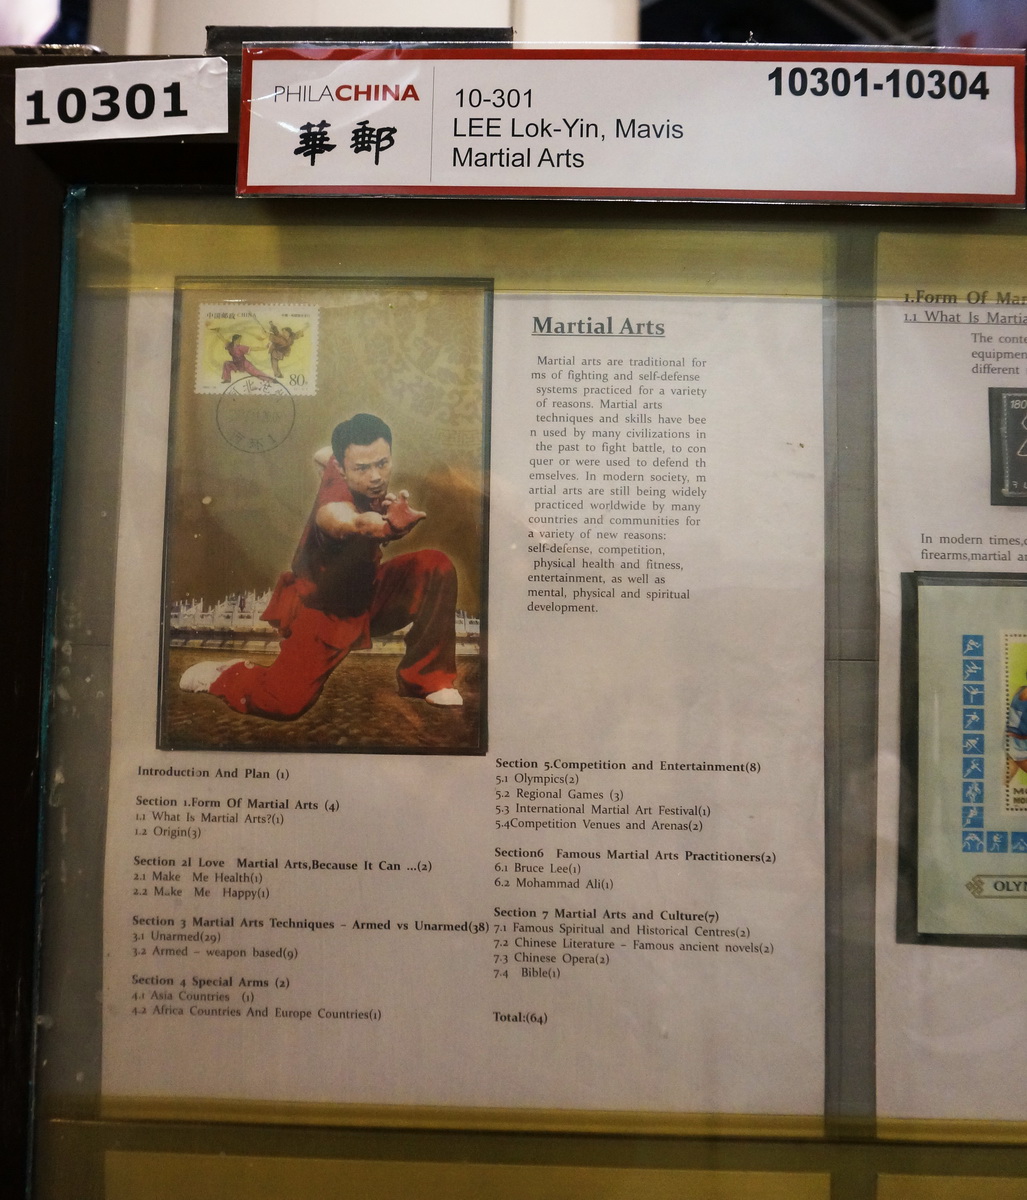 10301
PHILACHINA
華郵
10-301
LEE Lok-Yin, Mavis
Martial Arts
10301-10304
中国邮政
80
Martial Arts
Martial arts are traditional for
ms of fighting and self-defense
systems practiced for a variety
of reasons. Martial arts
techniques and skills have bee
n used by many civilizations in
the past to fight battle, to con
quer or were used to defend th
emselves. In modern society, m
artial arts are still being widely
practiced worldwide by many
countries and communities for
a variety of new reasons:
self-defense, competition,
physical health and fitness,
entertainment, as well as
mental, physical and spiritual
development.
Introduction And Plan (1)
Section 1.Form Of Martial Arts (4)
1.1 What Is Martial Arts?(1)
1.2 Origin(3)
Section 2I Love Martial Arts,Because It Can ...(2)
2.1 Make Me Health(1)
2.2 Make Me Happy(1)
Section 3 Martial Arts Techniques – Armed vs Unarmed(38)
3.1 Unarmed(29)
3.2 Armed – weapon based(9)
Section 4 Special Arms (2)
4.1 Asia Countries (1)
4.2 Africa Countries And Europe Countries(1)
Section 5.Competition and Entertainment(8)
5.1 Olympics(2)
5.2 Regional Games (3)
5.3 International Martial Art Festival(1)
5.4Competition Venues and Arenas(2)
Section6 Famous Martial Arts Practitioners(2)
6.1 Bruce Lee(1)
6.2 Mohammad Ali(1)
Section 7 Martial Arts and Culture(7)
7.1 Famous Spiritual and Historical Centres(2)
7.2 Chinese Literature – Famous ancient novels(2)
7.3 Chinese Opera(2)
7.4 Bible(1)
Total:(64)
1.Form Of Mar
1.1 What Is Martia
The conte
equipmen
different
180
In modern times,
firearms,martial a
OLYM